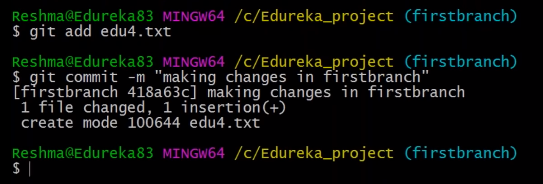 Reshma@Edureka83 MINGW64 /c/Edureka_project (firstbranch)
$ git add edu4.txt
Reshma@Edureka83 MINGW64 /c/Edureka_project (firstbranch)
$ git commit -m "making changes in firstbranch"
[firstbranch 418a63c] making changes in firstbranch
1 file changed, 1 insertion(+)
create mode 100644 edu4.txt
Reshma@Edureka83 MINGW64 /c/Edureka_project (firstbranch)
$